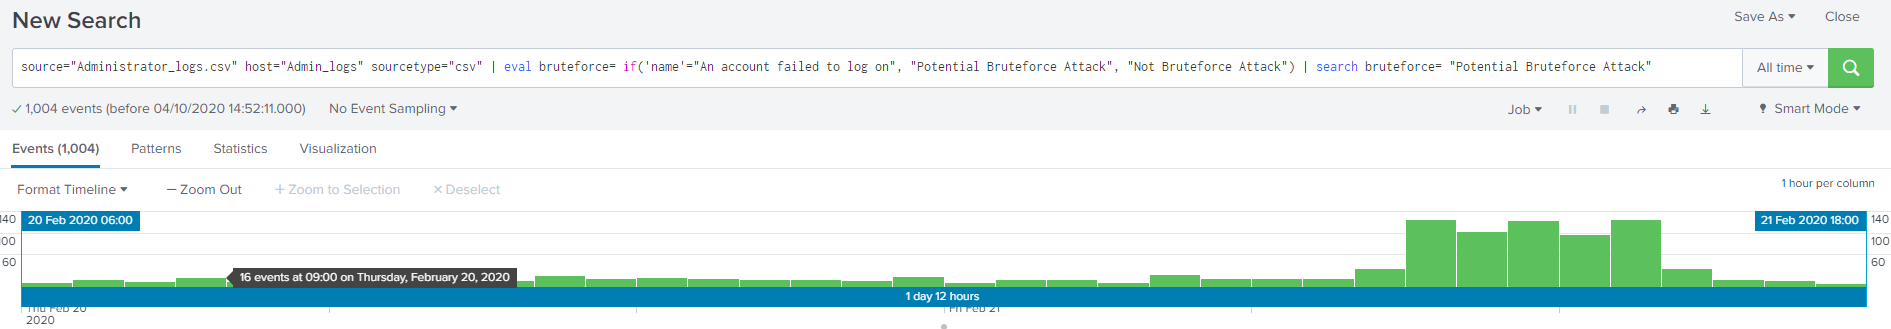 New Search
Save As
Close
source="Administrator_logs.csv" host="Admin_logs" sourcetype="csv" | eval bruteforce= if('name'="An account failed to log on", "Potential Bruteforce Attack", "Not Bruteforce Attack") | search bruteforce= "Potential Bruteforce Attack"
All time
1,004 events (before 04/10/2020 14:52:11.000)
No Event Sampling
Job
Smart Mode
Events (1,004)
Patterns
Statistics
Visualization
Format Timeline
— Zoom Out
+ Zoom to Selection
× Deselect
1 hour per column
140
20 Feb 2020 06:00
21 Feb 2020 18:00
140
100
100
60
60
16 events at 09:00 on Thursday, February 20, 2020
1 day 12 hours
Thu Feb 20
2020
Fri Feb 21